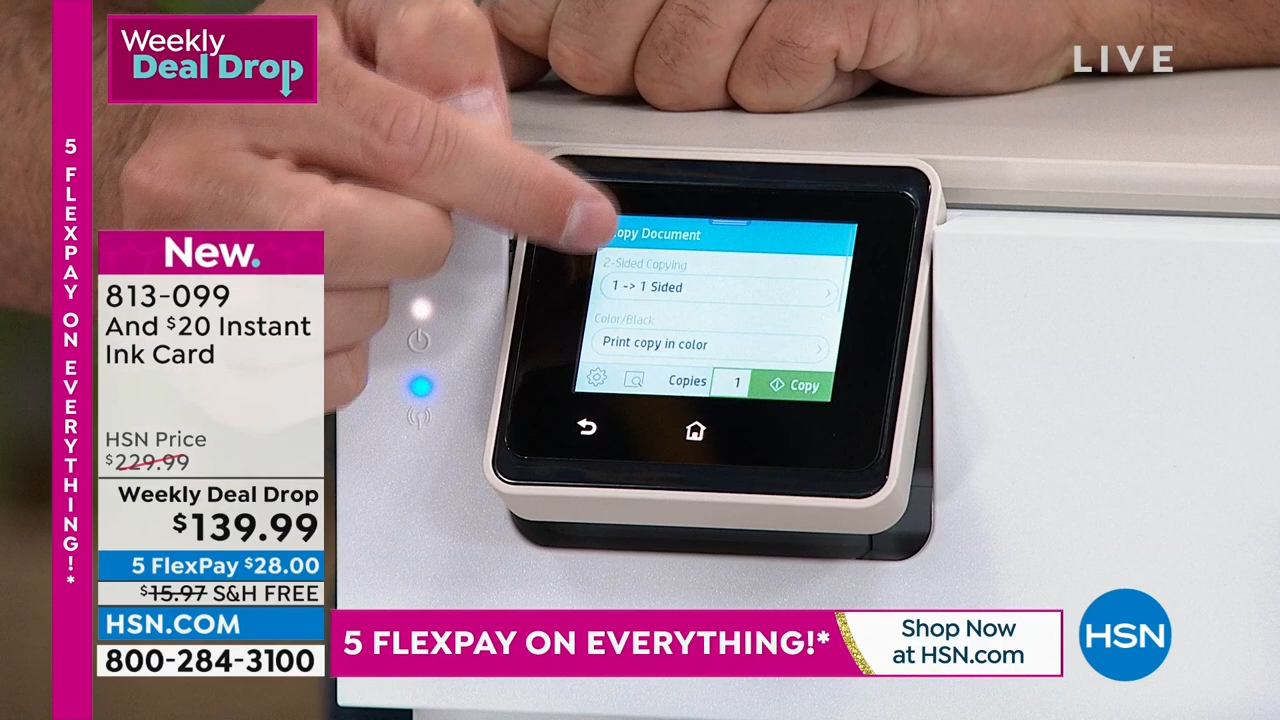 Weekly
Deal Drop
LIVE
5 FLEXPAY ON EVERYTHING!*
New.
813-099
And $20 Instant
Ink Card
HSN Price
$229.99
Weekly Deal Drop
$139.99
5 FlexPay $28.00
$15.97 S&H FREE
HSN.COM
800-284-3100
opy Document
2-Sided Copying
1 -> 1 Sided
Color/Black
Print copy in color
Copies 1 Copy
5 FLEXPAY ON EVERYTHING!*
Shop Now
at HSN.com
HSN